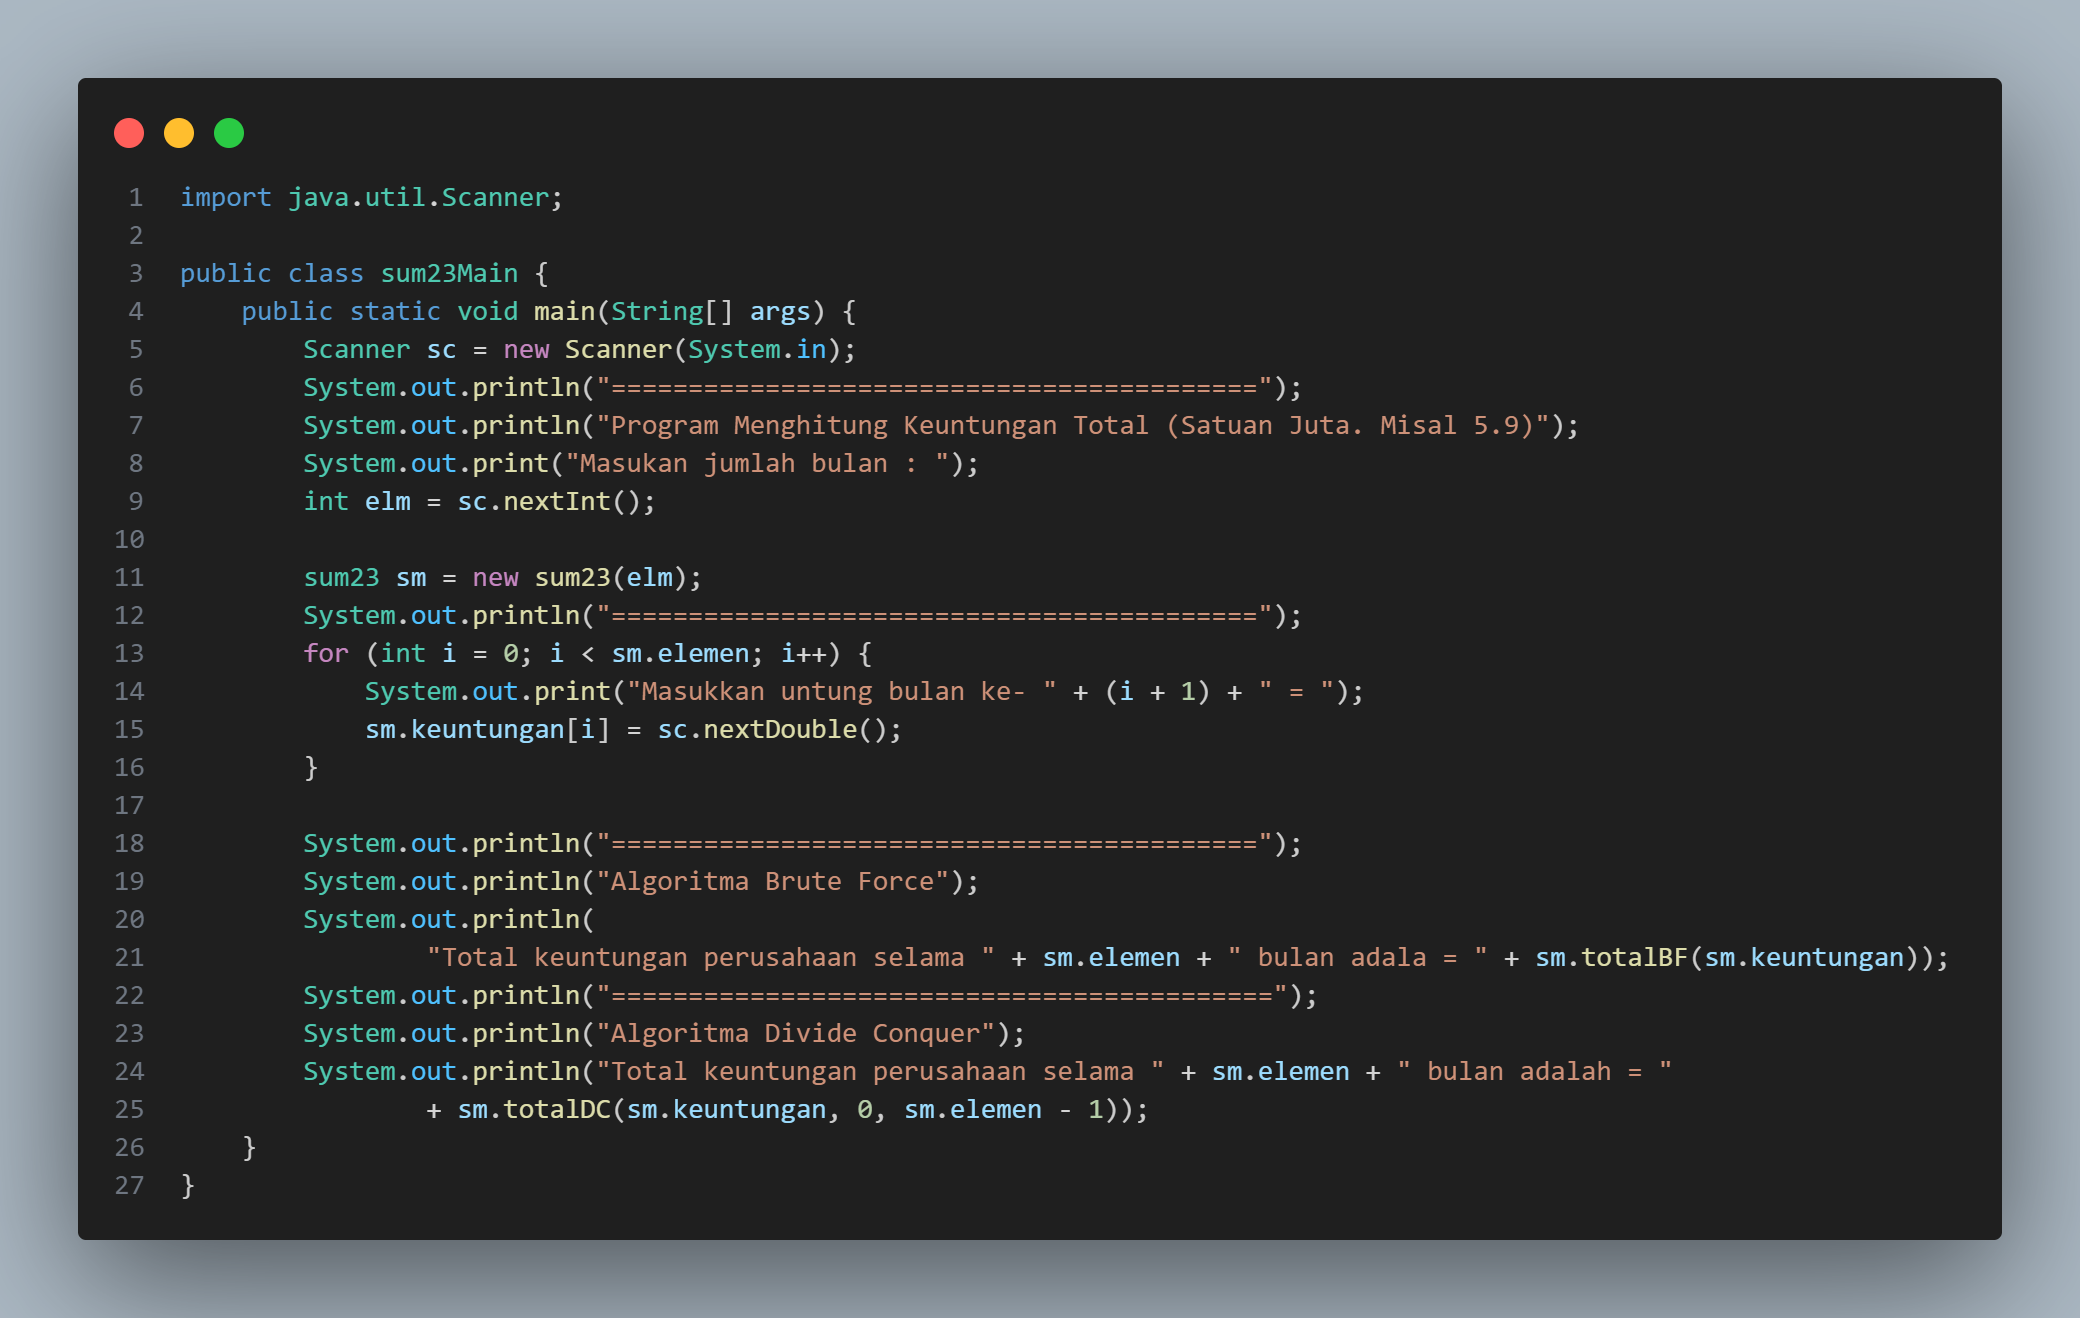 1 import java.util.Scanner;
2
3 public class sum23Main {
4     public static void main(String[] args) {
5         Scanner sc = new Scanner(System.in);
6         System.out.println("==========================================");
7         System.out.println("Program Menghitung Keuntungan Total (Satuan Juta. Misal 5.9)");
8         System.out.print("Masukan jumlah bulan : ");
9         int elm = sc.nextInt();
10
11         sum23 sm = new sum23(elm);
12         System.out.println("==========================================");
13         for (int i = 0; i < sm.elemen; i++) {
14             System.out.print("Masukkan untung bulan ke- " + (i + 1) + " = ");
15             sm.keuntungan[i] = sc.nextDouble();
16         }
17
18         System.out.println("==========================================");
19         System.out.println("Algoritma Brute Force");
20         System.out.println(
21                 "Total keuntungan perusahaan selama " + sm.elemen + " bulan adala = " + sm.totalBF(sm.keuntungan));
22         System.out.println("===========================================");
23         System.out.println("Algoritma Divide Conquer");
24         System.out.println("Total keuntungan perusahaan selama " + sm.elemen + " bulan adalah = "
25                 + sm.totalDC(sm.keuntungan, 0, sm.elemen - 1));
26     }
27 }